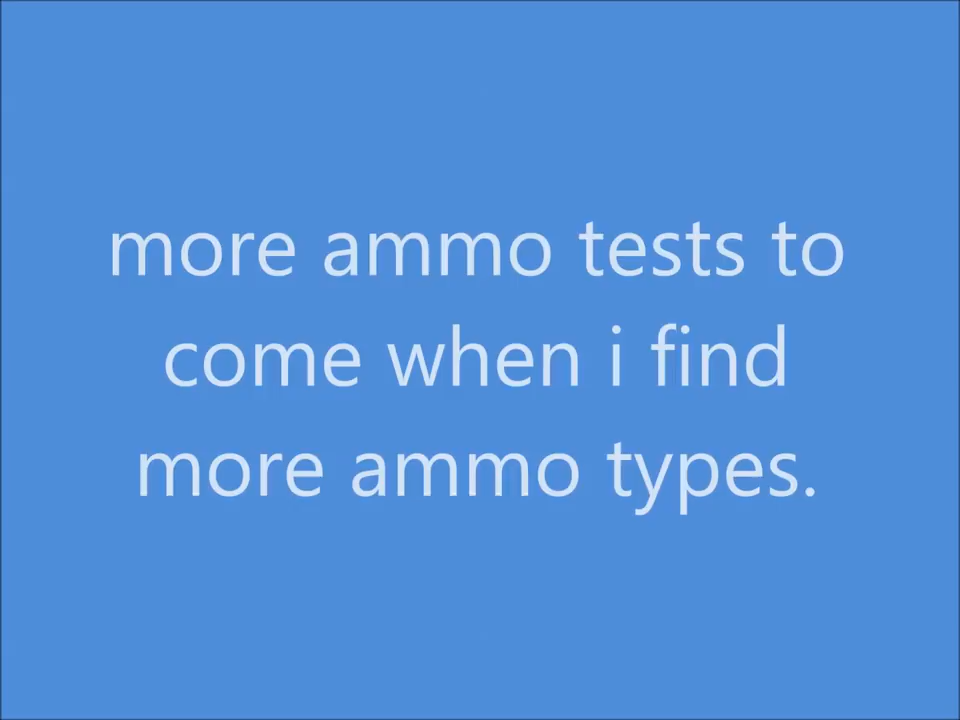 more ammo tests to
come when i find
more ammo types.